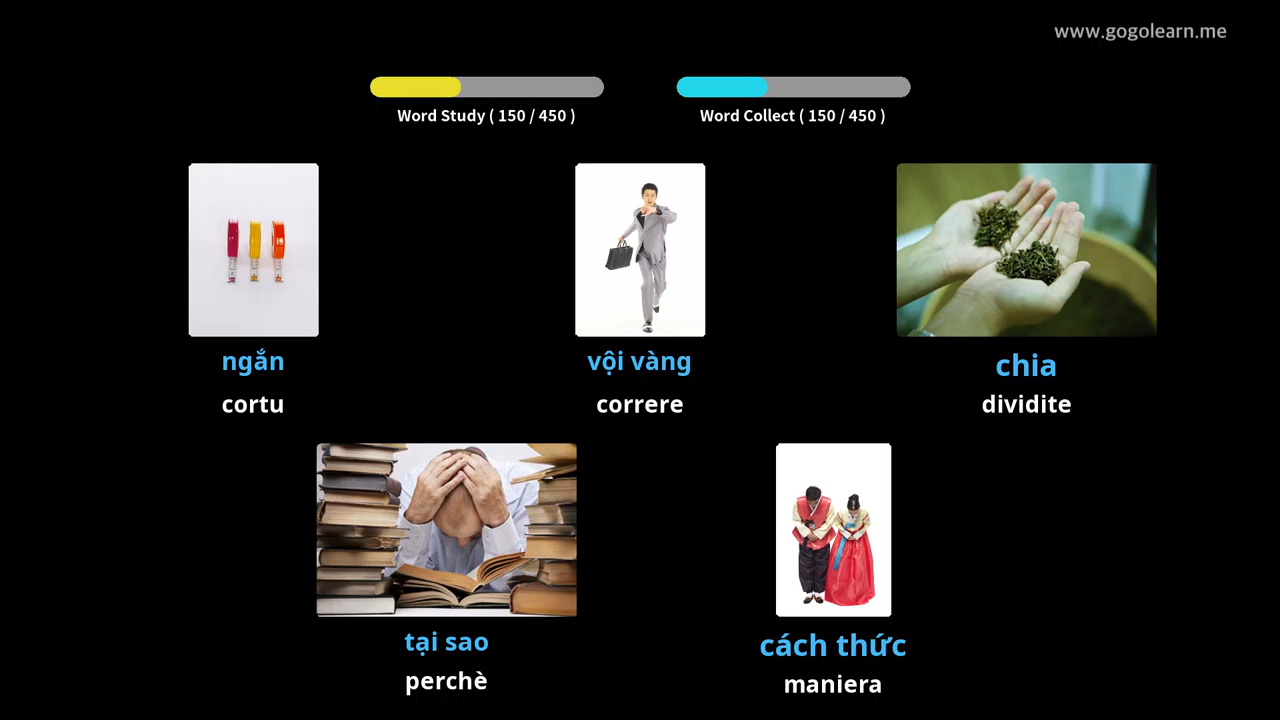 www.gogolearn.me
Word Study ( 150 / 450 )
Word Collect ( 150 / 450 )
ngắn
cortu
vội vàng
correre
chia
dividite
tại sao
perchè
cách thức
maniera